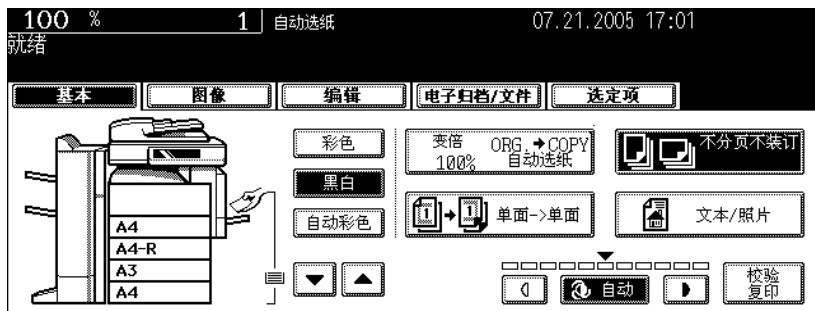 100 % 1 自动选纸 07.21.2005 17:01
就绪
基本 图像 编辑 电子归档/文件 选定项
彩色
黑白
自动彩色
变倍 ORG.→COPY
100% 自动选纸
不分页不装订
1→1 单面->单面
文本/照片
A4
A4-R
A3
A4
自动
校验
复印